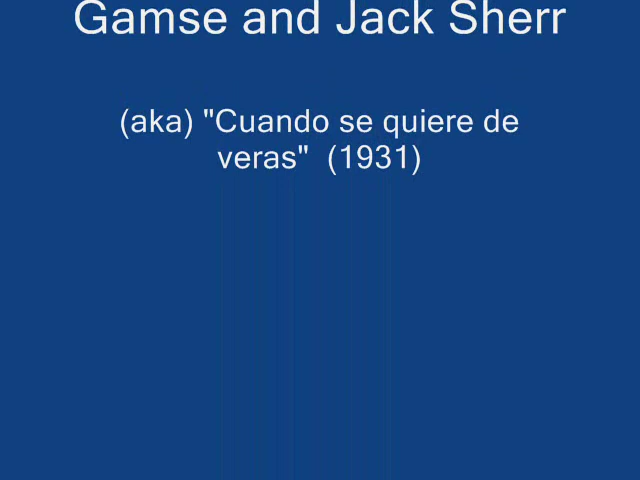 Gamse and Jack Sherr
(aka) "Cuando se quiere de
veras"  (1931)